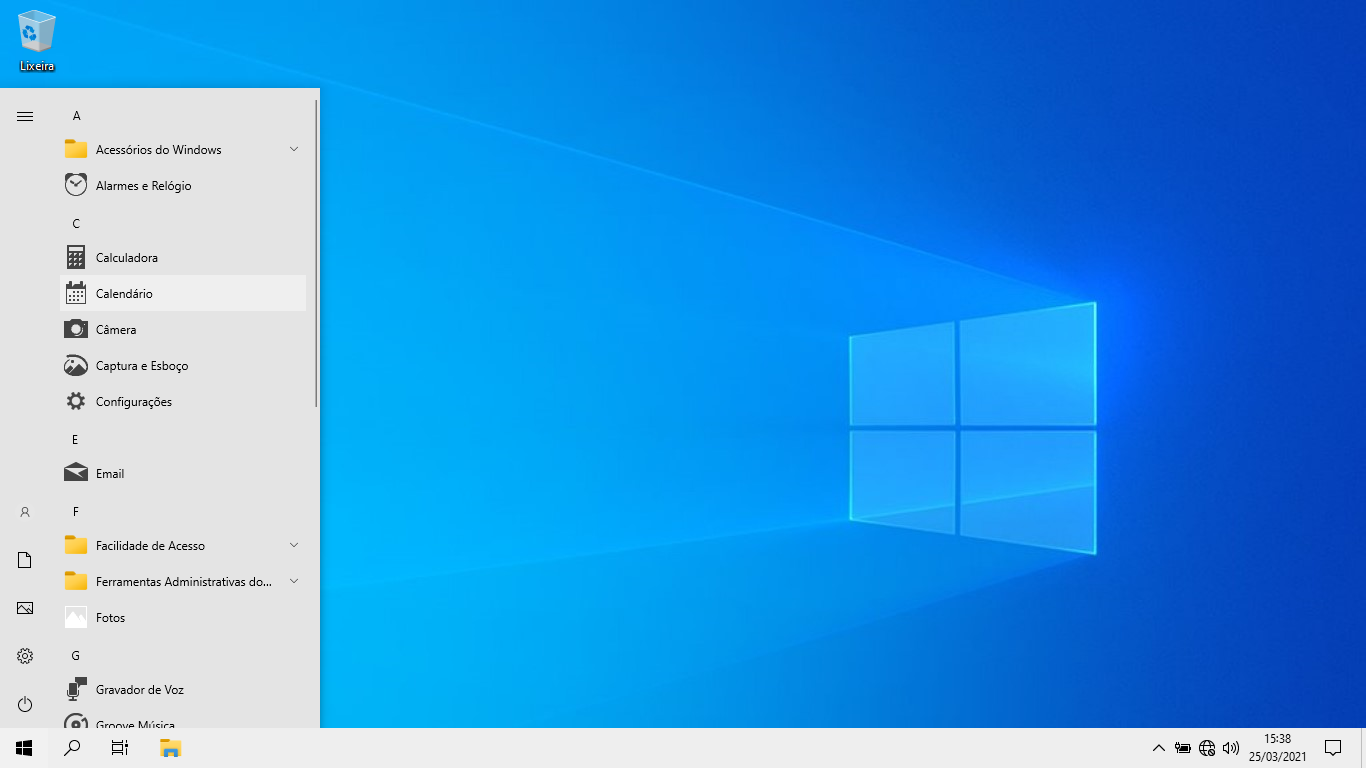 Lixeira
A
Acessórios do Windows
Alarmes e Relógio
C
Calculadora
Calendário
Câmera
Captura e Esboço
Configurações
E
Email
F
Facilidade de Acesso
Ferramentas Administrativas do...
Fotos
G
Gravador de Voz
Groove Música
15:38
25/03/2021